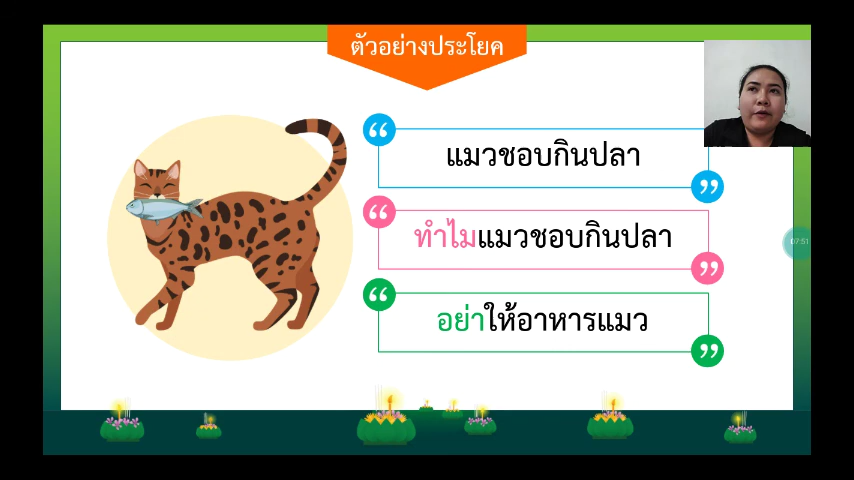 ตัวอย่างประโยค
แมวชอบกินปลา
ทำไมแมวชอบกินปลา
อย่าให้อาหารแมว
07:51